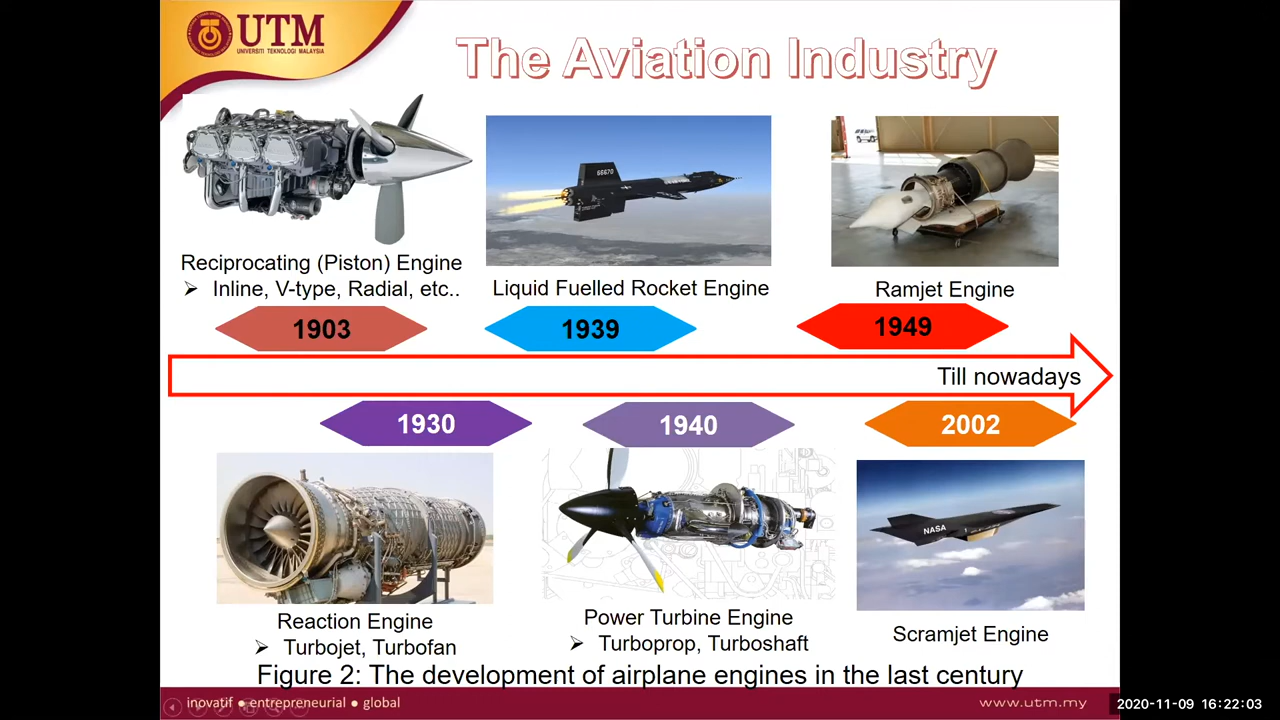 UTM
UNIVERSITI TEKNOLOGI MALAYSIA
The Aviation Industry
66670
Reciprocating (Piston) Engine
➢ Inline, V-type, Radial, etc..
Liquid Fuelled Rocket Engine
Ramjet Engine
1903
1939
1949
Till nowadays
1930
1940
2002
NASA
Reaction Engine
➢ Turbojet, Turbofan
Power Turbine Engine
➢ Turboprop, Turboshaft
Scramjet Engine
Figure 2: The development of airplane engines in the last century
inovatif ● entrepreneurial ● global
www.utm.my
2020-11-09 16:22:03